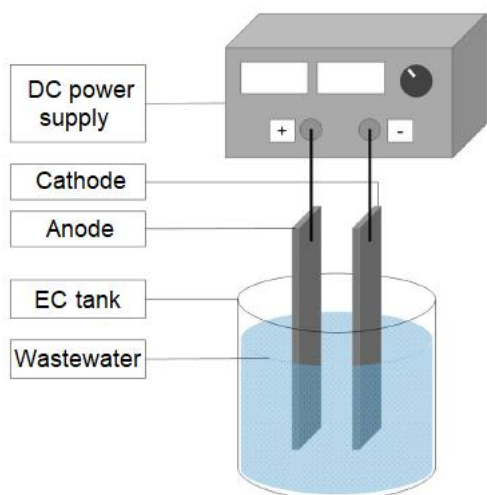 DC power
supply
+ -
Cathode
Anode
EC tank
Wastewater